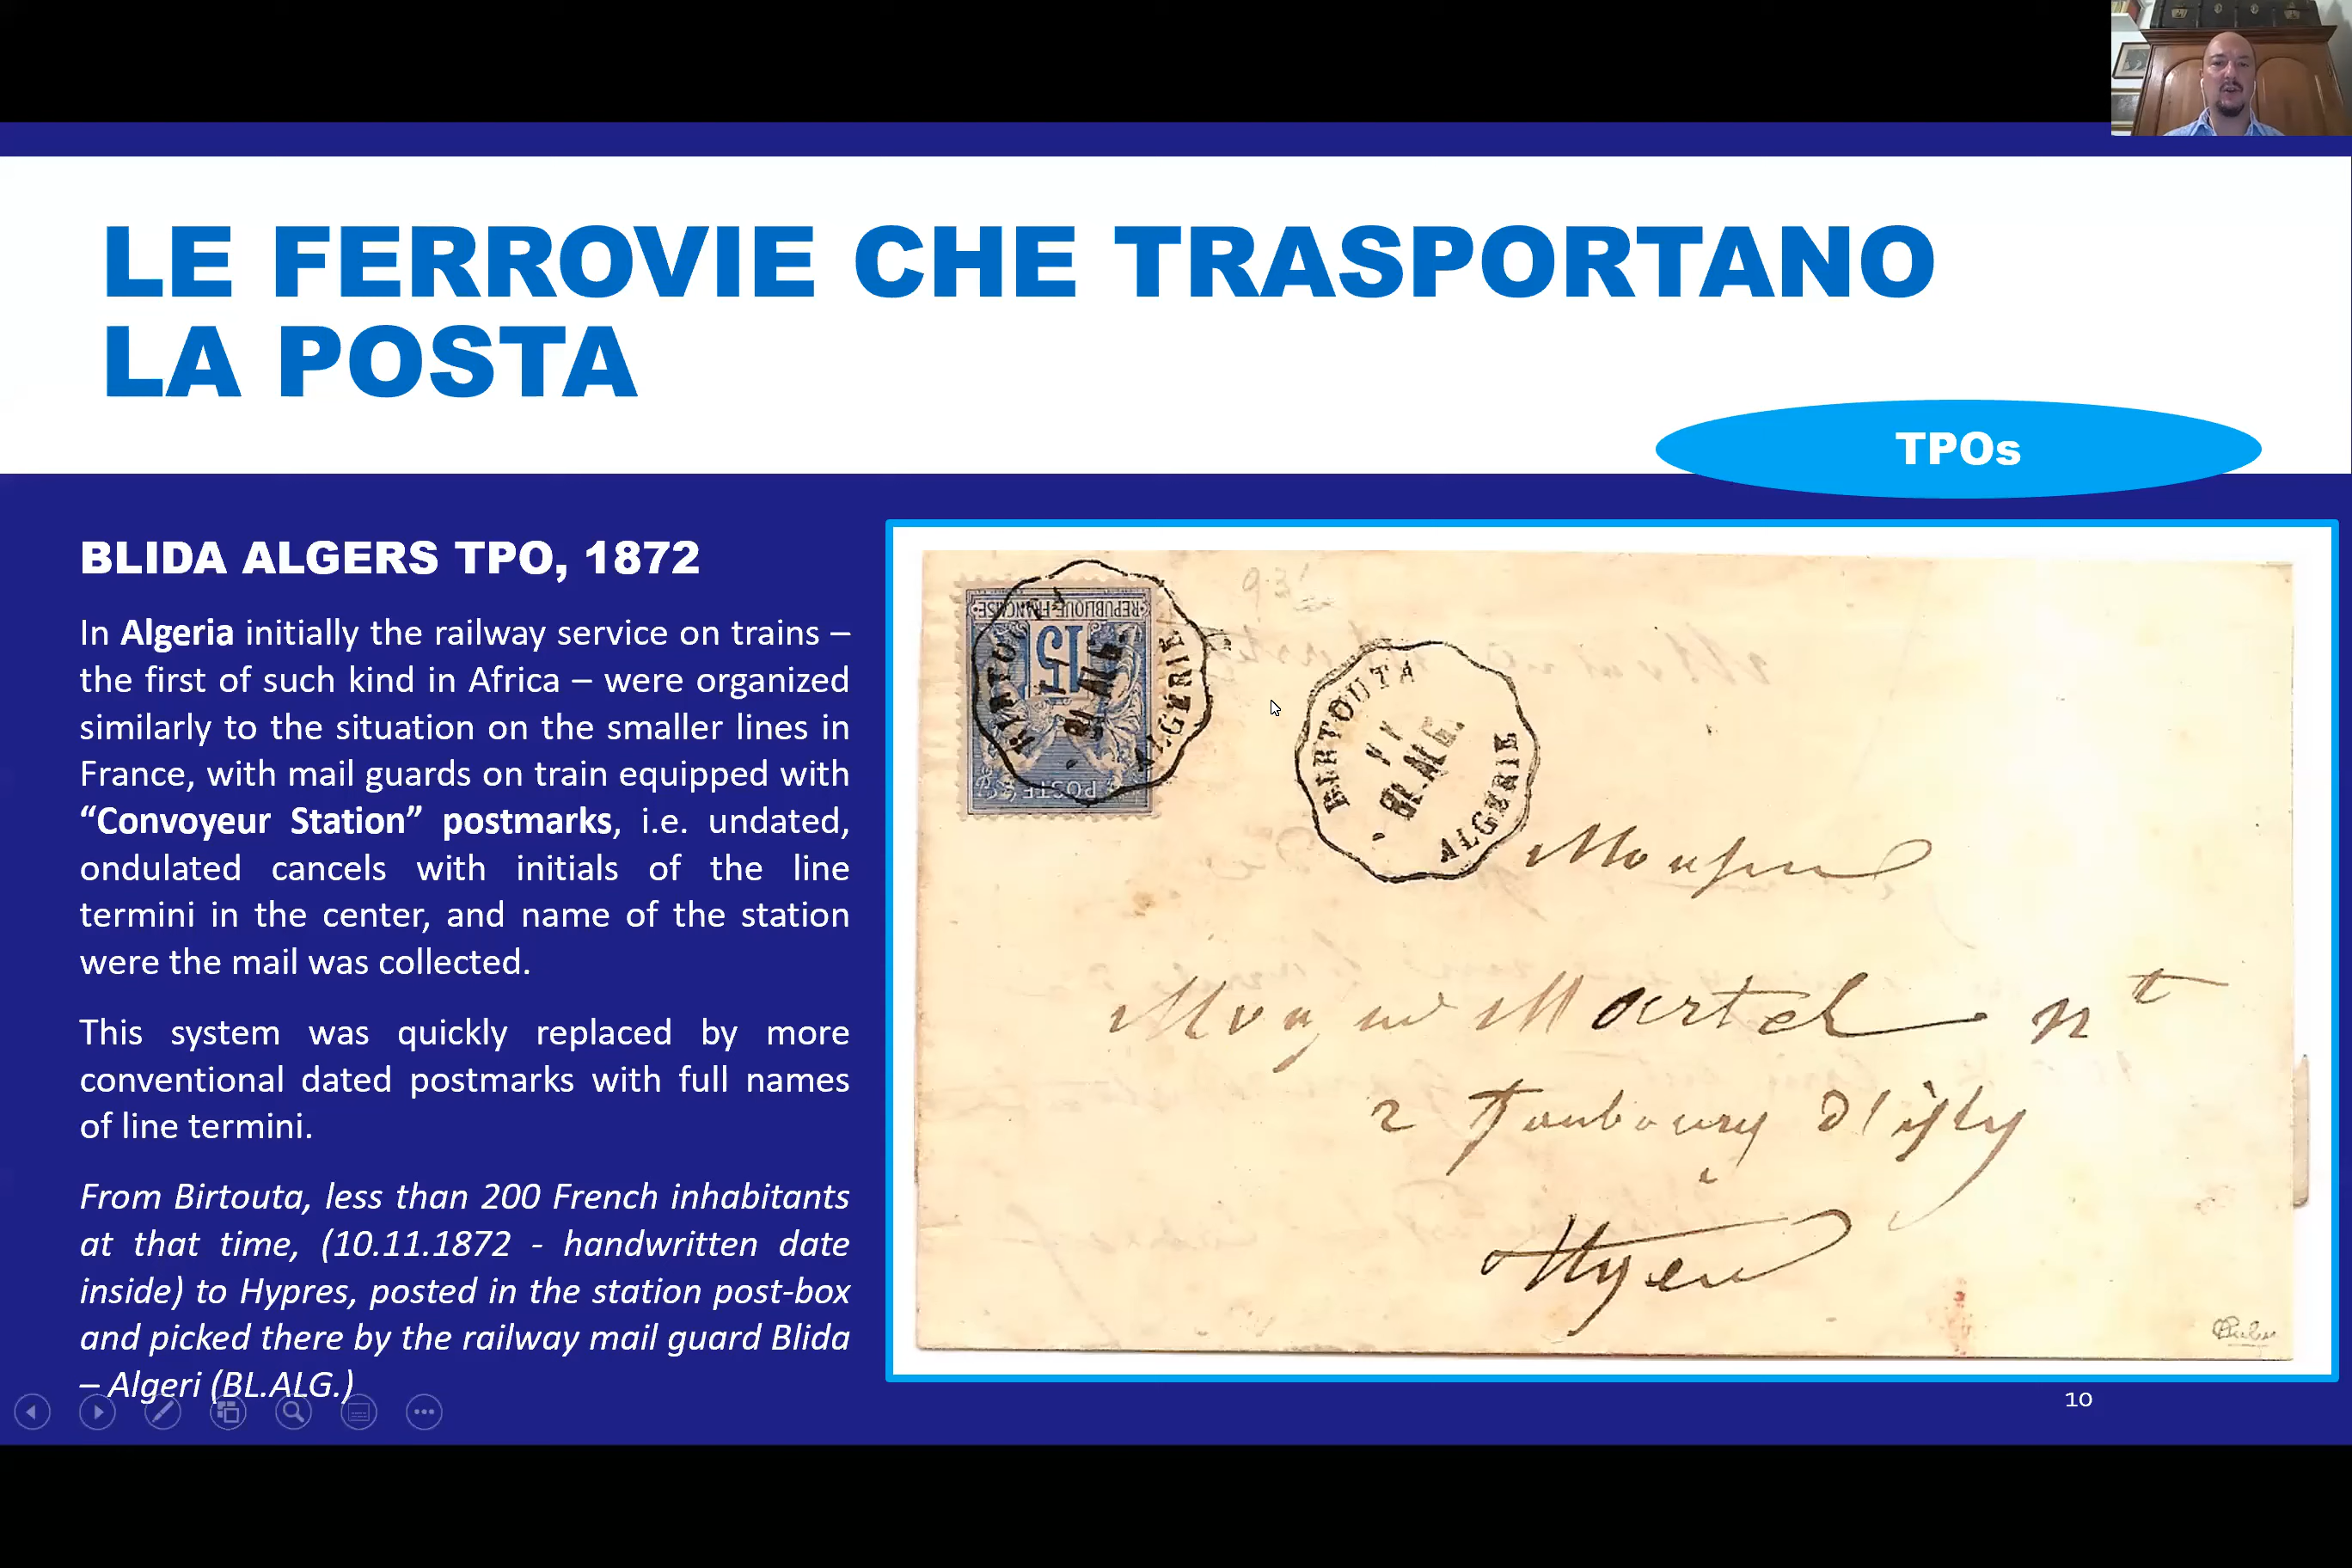 LE FERROVIE CHE TRASPORTANO
LA POSTA
TPOs
BLIDA ALGERS TPO, 1872
In Algeria initially the railway service on trains –
the first of such kind in Africa – were organized
similarly to the situation on the smaller lines in
France, with mail guards on train equipped with
“Convoyeur Station” postmarks, i.e. undated,
ondulated cancels with initials of the line
termini in the center, and name of the station
were the mail was collected.
This system was quickly replaced by more
conventional dated postmarks with full names
of line termini.
From Birtouta, less than 200 French inhabitants
at that time, (10.11.1872 - handwritten date
inside) to Hypres, posted in the station post-box
and picked there by the railway mail guard Blida
– Algeri (BL.ALG.)
REPUBLIQUE FRANÇAISE
15
POSTES
ALGERIE
BIRTOUTA
BL.ALG.
ALGERIE
Monsieur
Martel
2 Faubourg d'isly
10